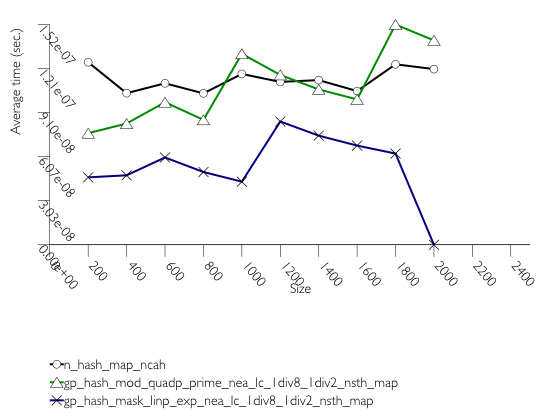 Average time (sec.)
1.52e-07
1.21e-07
9.10e-08
6.07e-08
3.03e-08
0.00e+00
0
200
400
600
800
1000
1200
1400
1600
1800
2000
2200
2400
Size
n_hash_map_ncah
gp_hash_mod_quadp_prime_nea_lc_1div8_1div2_nsth_map
gp_hash_mask_linp_exp_nea_lc_1div8_1div2_nsth_map